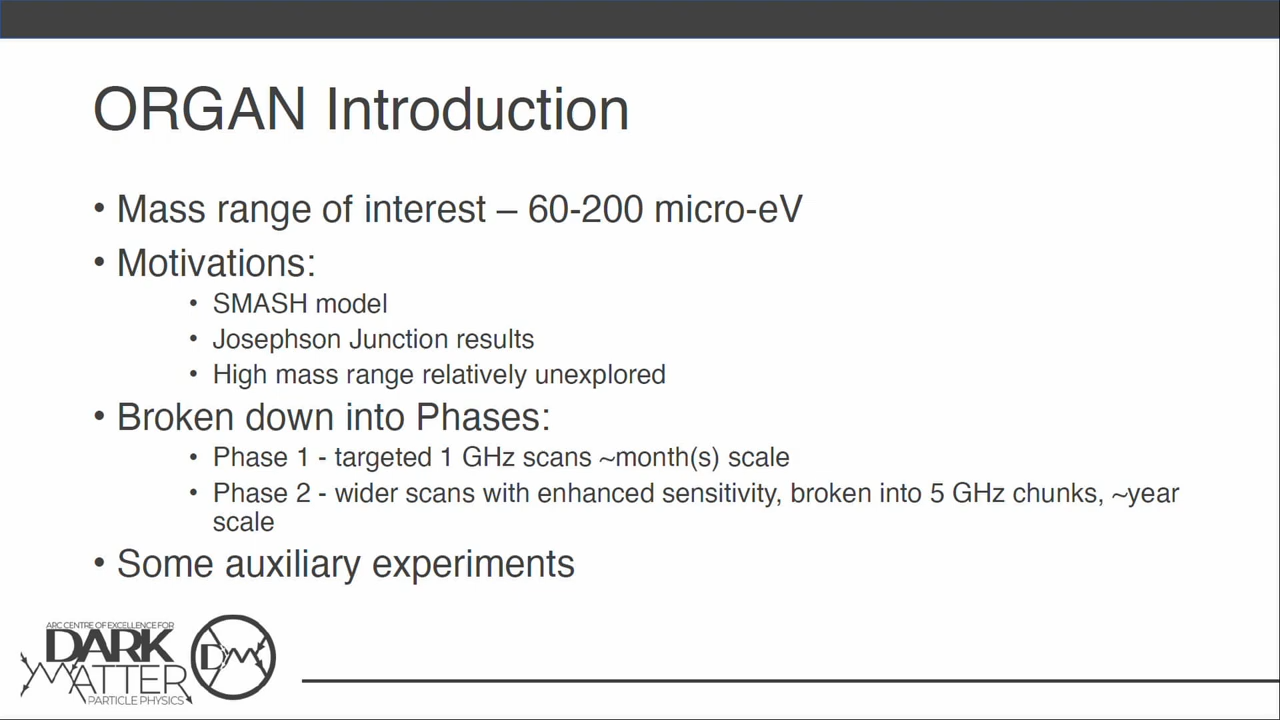 ORGAN Introduction
• Mass range of interest – 60-200 micro-eV
• Motivations:
• SMASH model
• Josephson Junction results
• High mass range relatively unexplored
• Broken down into Phases:
• Phase 1 - targeted 1 GHz scans ~month(s) scale
• Phase 2 - wider scans with enhanced sensitivity, broken into 5 GHz chunks, ~year
scale
• Some auxiliary experiments
ARC CENTRE OF EXCELLENCE FOR
DARK
MATTER
PARTICLE PHYSICS
DM